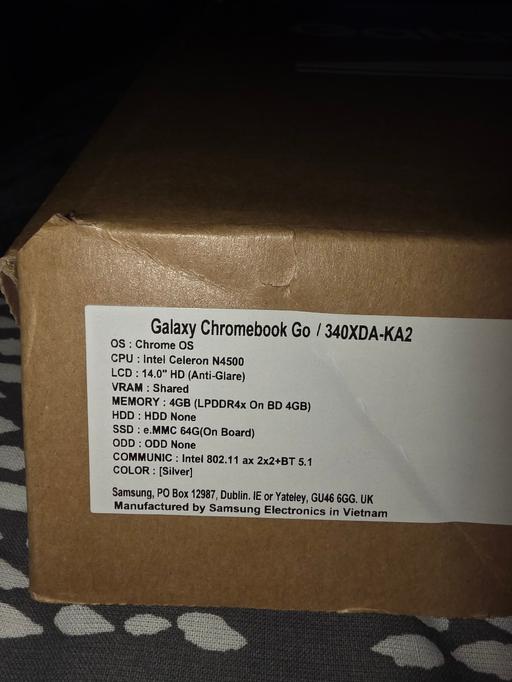 Galaxy Chromebook Go / 340XDA-KA2
OS : Chrome OS
CPU : Intel Celeron N4500
LCD : 14.0" HD (Anti-Glare)
VRAM : Shared
MEMORY : 4GB (LPDDR4x On BD 4GB)
HDD : HDD None
SSD : e.MMC 64G(On Board)
ODD : ODD None
COMMUNIC : Intel 802.11 ax 2x2+BT 5.1
COLOR : [Silver]
Samsung, PO Box 12987, Dublin. IE or Yateley, GU46 6GG. UK
Manufactured by Samsung Electronics in Vietnam